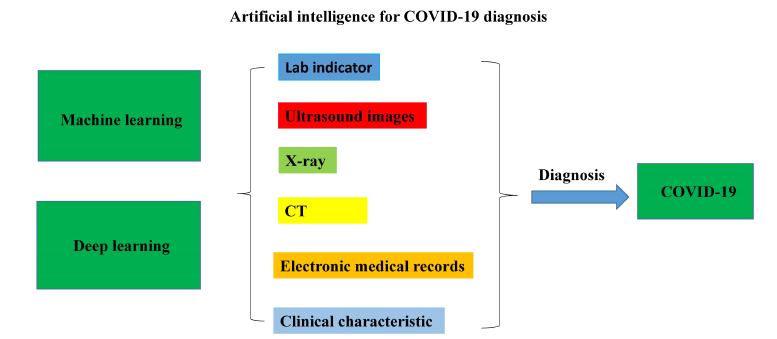 Artificial intelligence for COVID-19 diagnosis
Machine learning
Deep learning
Lab indicator
Ultrasound images
X-ray
CT
Electronic medical records
Clinical characteristic
Diagnosis
COVID-19